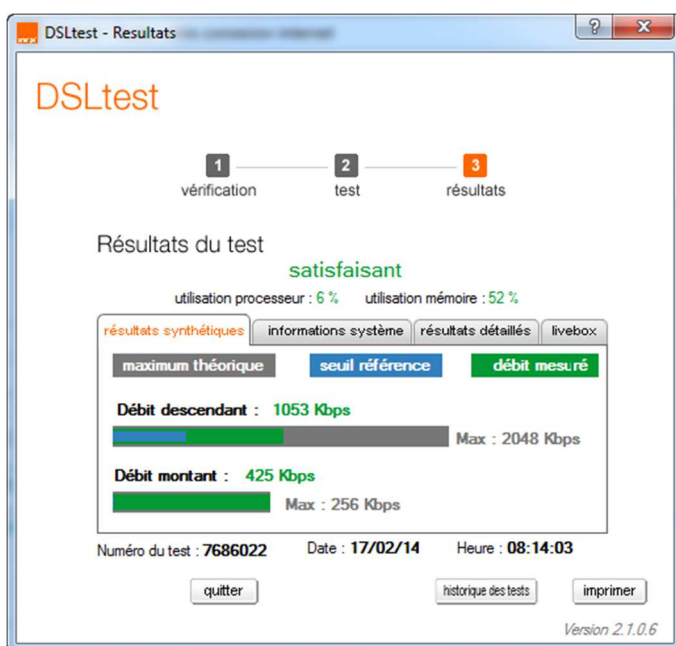 DSLtest - Resultats
DSLtest
1 2 3
vérification test résultats
Résultats du test
satisfaisant
utilisation processeur : 6 % utilisation mémoire : 52 %
résultats synthétiques informations système résultats détaillés livebox
maximum théorique seuil référence débit mesuré
Débit descendant : 1053 Kbps
Max : 2048 Kbps
Débit montant : 425 Kbps
Max : 256 Kbps
Numéro du test : 7686022 Date : 17/02/14 Heure : 08:14:03
quitter historique des tests imprimer
Version 2.1.0.6